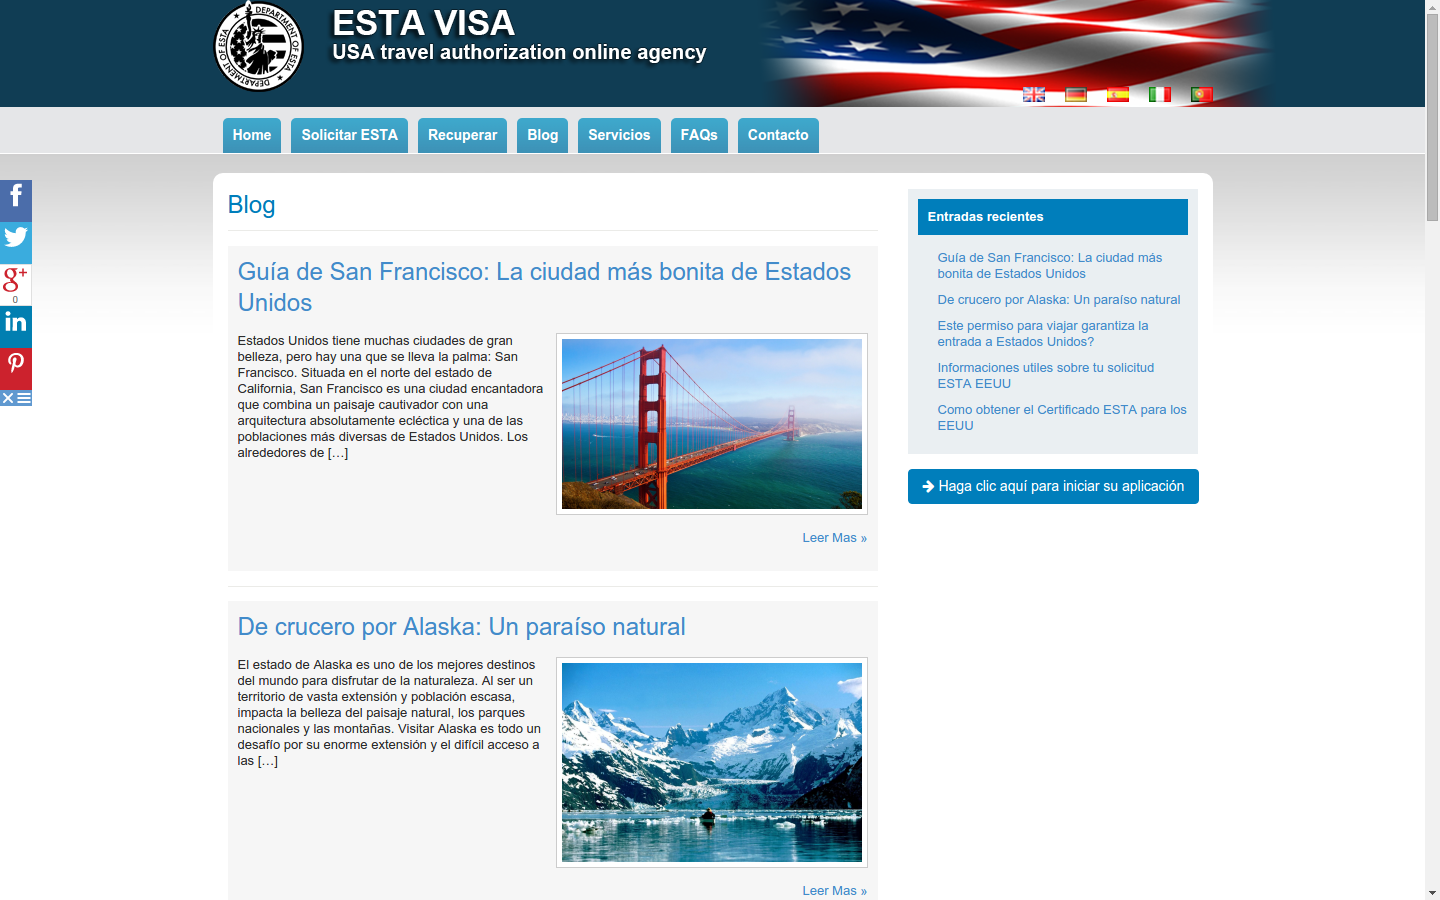 DEPARTMENT OF ESTA
DEPARTMENT OF ESTA
ESTA VISA
USA travel authorization online agency
Home
Solicitar ESTA
Recuperar
Blog
Servicios
FAQs
Contacto
f
g+
0
in
Blog
Guía de San Francisco: La ciudad más bonita de Estados
Unidos
Estados Unidos tiene muchas ciudades de gran
belleza, pero hay una que se lleva la palma: San
Francisco. Situada en el norte del estado de
California, San Francisco es una ciudad encantadora
que combina un paisaje cautivador con una
arquitectura absolutamente ecléctica y una de las
poblaciones más diversas de Estados Unidos. Los
alrededores de […]
Leer Mas »
De crucero por Alaska: Un paraíso natural
El estado de Alaska es uno de los mejores destinos
del mundo para disfrutar de la naturaleza. Al ser un
territorio de vasta extensión y población escasa,
impacta la belleza del paisaje natural, los parques
nacionales y las montañas. Visitar Alaska es todo un
desafío por su enorme extensión y el difícil acceso a
las […]
Leer Mas »
Entradas recientes
Guía de San Francisco: La ciudad más
bonita de Estados Unidos
De crucero por Alaska: Un paraíso natural
Este permiso para viajar garantiza la
entrada a Estados Unidos?
Informaciones utiles sobre tu solicitud
ESTA EEUU
Como obtener el Certificado ESTA para los
EEUU
Haga clic aquí para iniciar su aplicación